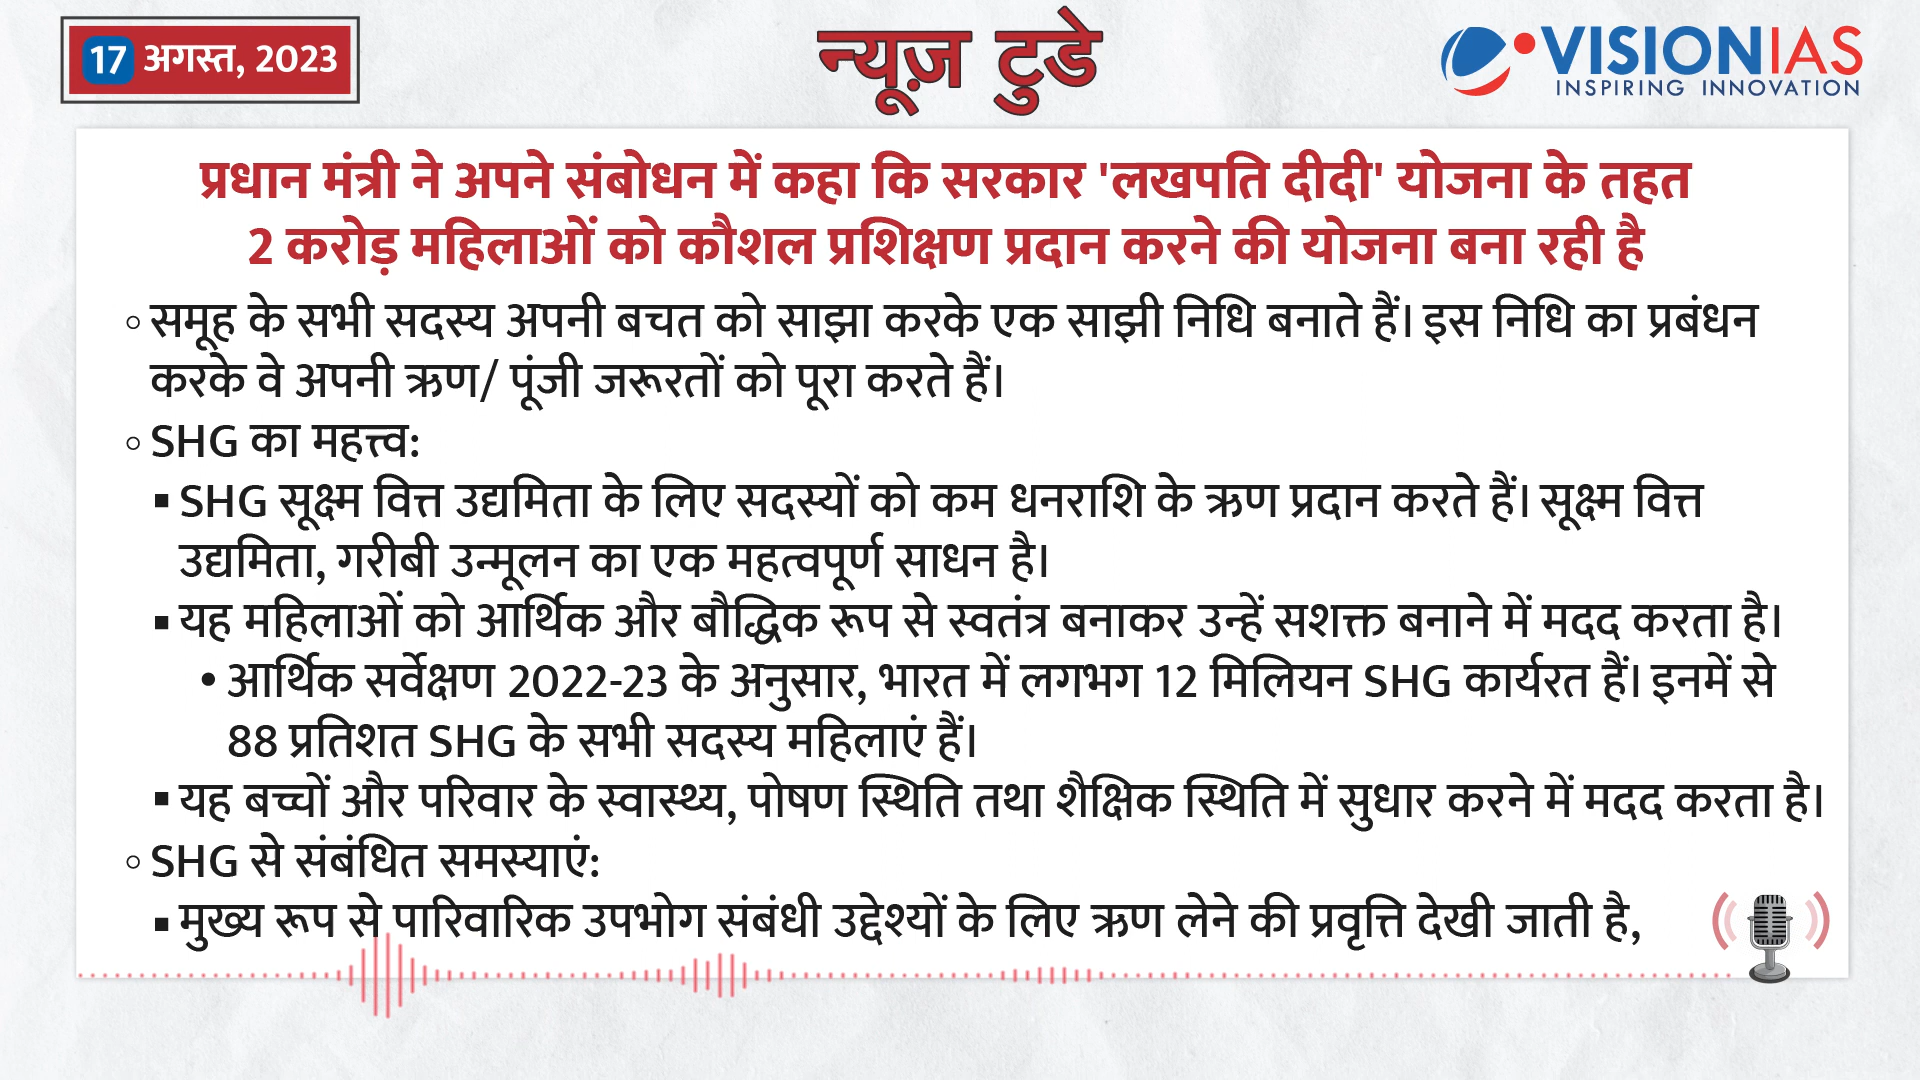 17 अगस्त, 2023
न्यूज़ टुडे
VISIONIAS
INSPIRING INNOVATION
प्रधान मंत्री ने अपने संबोधन में कहा कि सरकार 'लखपति दीदी' योजना के तहत
2 करोड़ महिलाओं को कौशल प्रशिक्षण प्रदान करने की योजना बना रही है
◦ समूह के सभी सदस्य अपनी बचत को साझा करके एक साझी निधि बनाते हैं। इस निधि का प्रबंधन
करके वे अपनी ऋण/ पूंजी जरूरतों को पूरा करते हैं।
◦ SHG का महत्त्व:
▪ SHG सूक्ष्म वित्त उद्यमिता के लिए सदस्यों को कम धनराशि के ऋण प्रदान करते हैं। सूक्ष्म वित्त
उद्यमिता, गरीबी उन्मूलन का एक महत्वपूर्ण साधन है।
▪ यह महिलाओं को आर्थिक और बौद्धिक रूप से स्वतंत्र बनाकर उन्हें सशक्त बनाने में मदद करता है।
• आर्थिक सर्वेक्षण 2022-23 के अनुसार, भारत में लगभग 12 मिलियन SHG कार्यरत हैं। इनमें से
88 प्रतिशत SHG के सभी सदस्य महिलाएं हैं।
▪ यह बच्चों और परिवार के स्वास्थ्य, पोषण स्थिति तथा शैक्षिक स्थिति में सुधार करने में मदद करता है।
◦ SHG से संबंधित समस्याएं:
▪ मुख्य रूप से पारिवारिक उपभोग संबंधी उद्देश्यों के लिए ऋण लेने की प्रवृत्ति देखी जाती है,